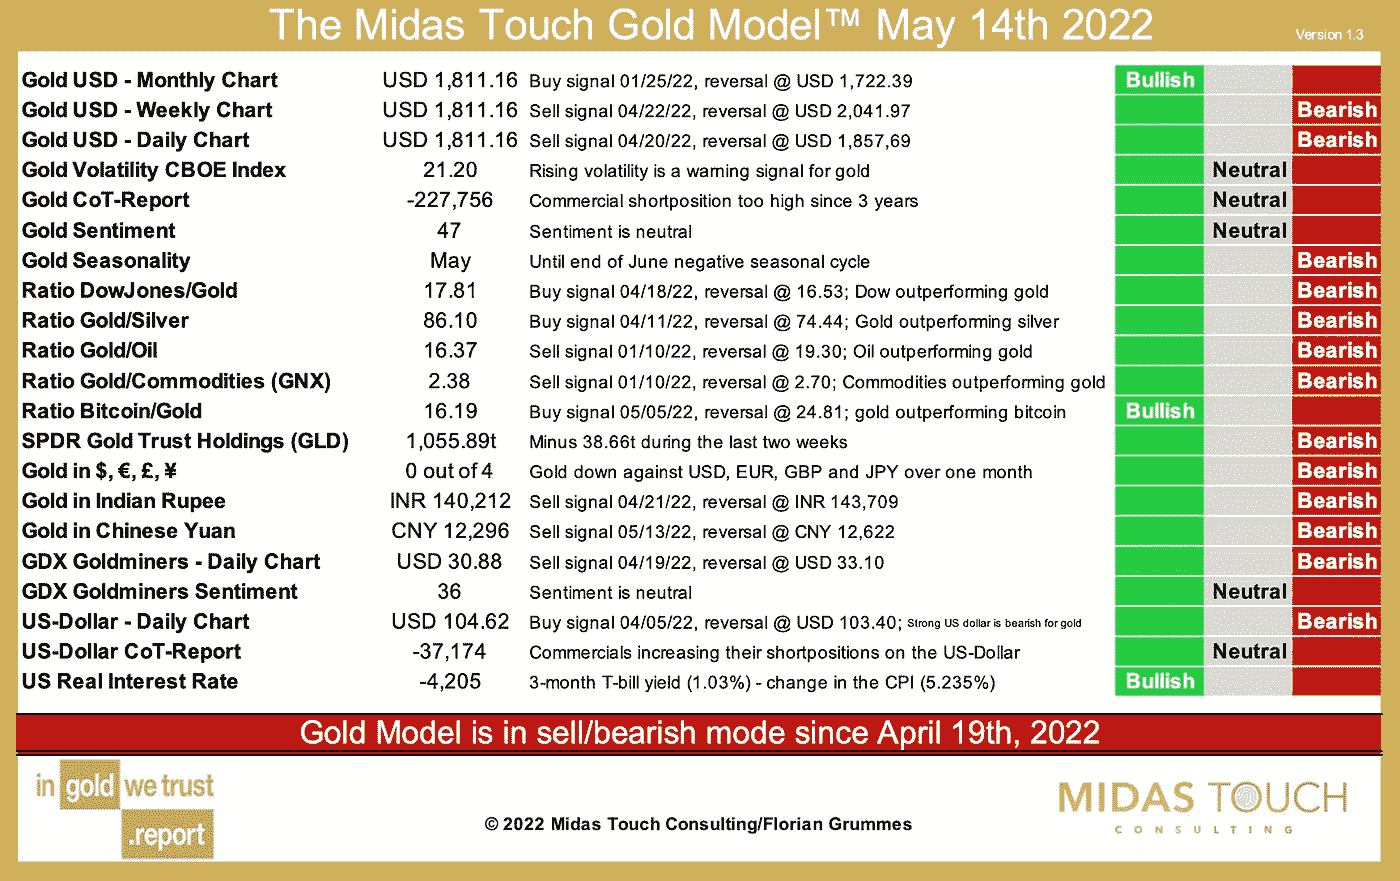 The Midas Touch Gold Model™ May 14th 2022
Version 1.3
Gold USD - Monthly Chart USD 1,811.16 Buy signal 01/25/22, reversal @ USD 1,722.39 Bullish
Gold USD - Weekly Chart USD 1,811.16 Sell signal 04/22/22, reversal @ USD 2,041.97 Bearish
Gold USD - Daily Chart USD 1,811.16 Sell signal 04/20/22, reversal @ USD 1,857,69 Bearish
Gold Volatility CBOE Index 21.20 Rising volatility is a warning signal for gold Neutral
Gold CoT-Report -227,756 Commercial shortposition too high since 3 years Neutral
Gold Sentiment 47 Sentiment is neutral Neutral
Gold Seasonality May Until end of June negative seasonal cycle Bearish
Ratio DowJones/Gold 17.81 Buy signal 04/18/22, reversal @ 16.53; Dow outperforming gold Bearish
Ratio Gold/Silver 86.10 Buy signal 04/11/22, reversal @ 74.44; Gold outperforming silver Bearish
Ratio Gold/Oil 16.37 Sell signal 01/10/22, reversal @ 19.30; Oil outperforming gold Bearish
Ratio Gold/Commodities (GNX) 2.38 Sell signal 01/10/22, reversal @ 2.70; Commodities outperforming gold Bearish
Ratio Bitcoin/Gold 16.19 Buy signal 05/05/22, reversal @ 24.81; gold outperforming bitcoin Bullish
SPDR Gold Trust Holdings (GLD) 1,055.89t Minus 38.66t during the last two weeks Bearish
Gold in $, €, £, ¥ 0 out of 4 Gold down against USD, EUR, GBP and JPY over one month Bearish
Gold in Indian Rupee INR 140,212 Sell signal 04/21/22, reversal @ INR 143,709 Bearish
Gold in Chinese Yuan CNY 12,296 Sell signal 05/13/22, reversal @ CNY 12,622 Bearish
GDX Goldminers - Daily Chart USD 30.88 Sell signal 04/19/22, reversal @ USD 33.10 Bearish
GDX Goldminers Sentiment 36 Sentiment is neutral Neutral
US-Dollar - Daily Chart USD 104.62 Buy signal 04/05/22, reversal @ USD 103.40; Strong US dollar is bearish for gold Bearish
US-Dollar CoT-Report -37,174 Commercials increasing their shortpositions on the US-Dollar Neutral
US Real Interest Rate -4,205 3-month T-bill yield (1.03%) - change in the CPI (5.235%) Bullish
Gold Model is in sell/bearish mode since April 19th, 2022
in gold we trust
.report
© 2022 Midas Touch Consulting/Florian Grummes
MIDAS TOUCH
CONSULTING